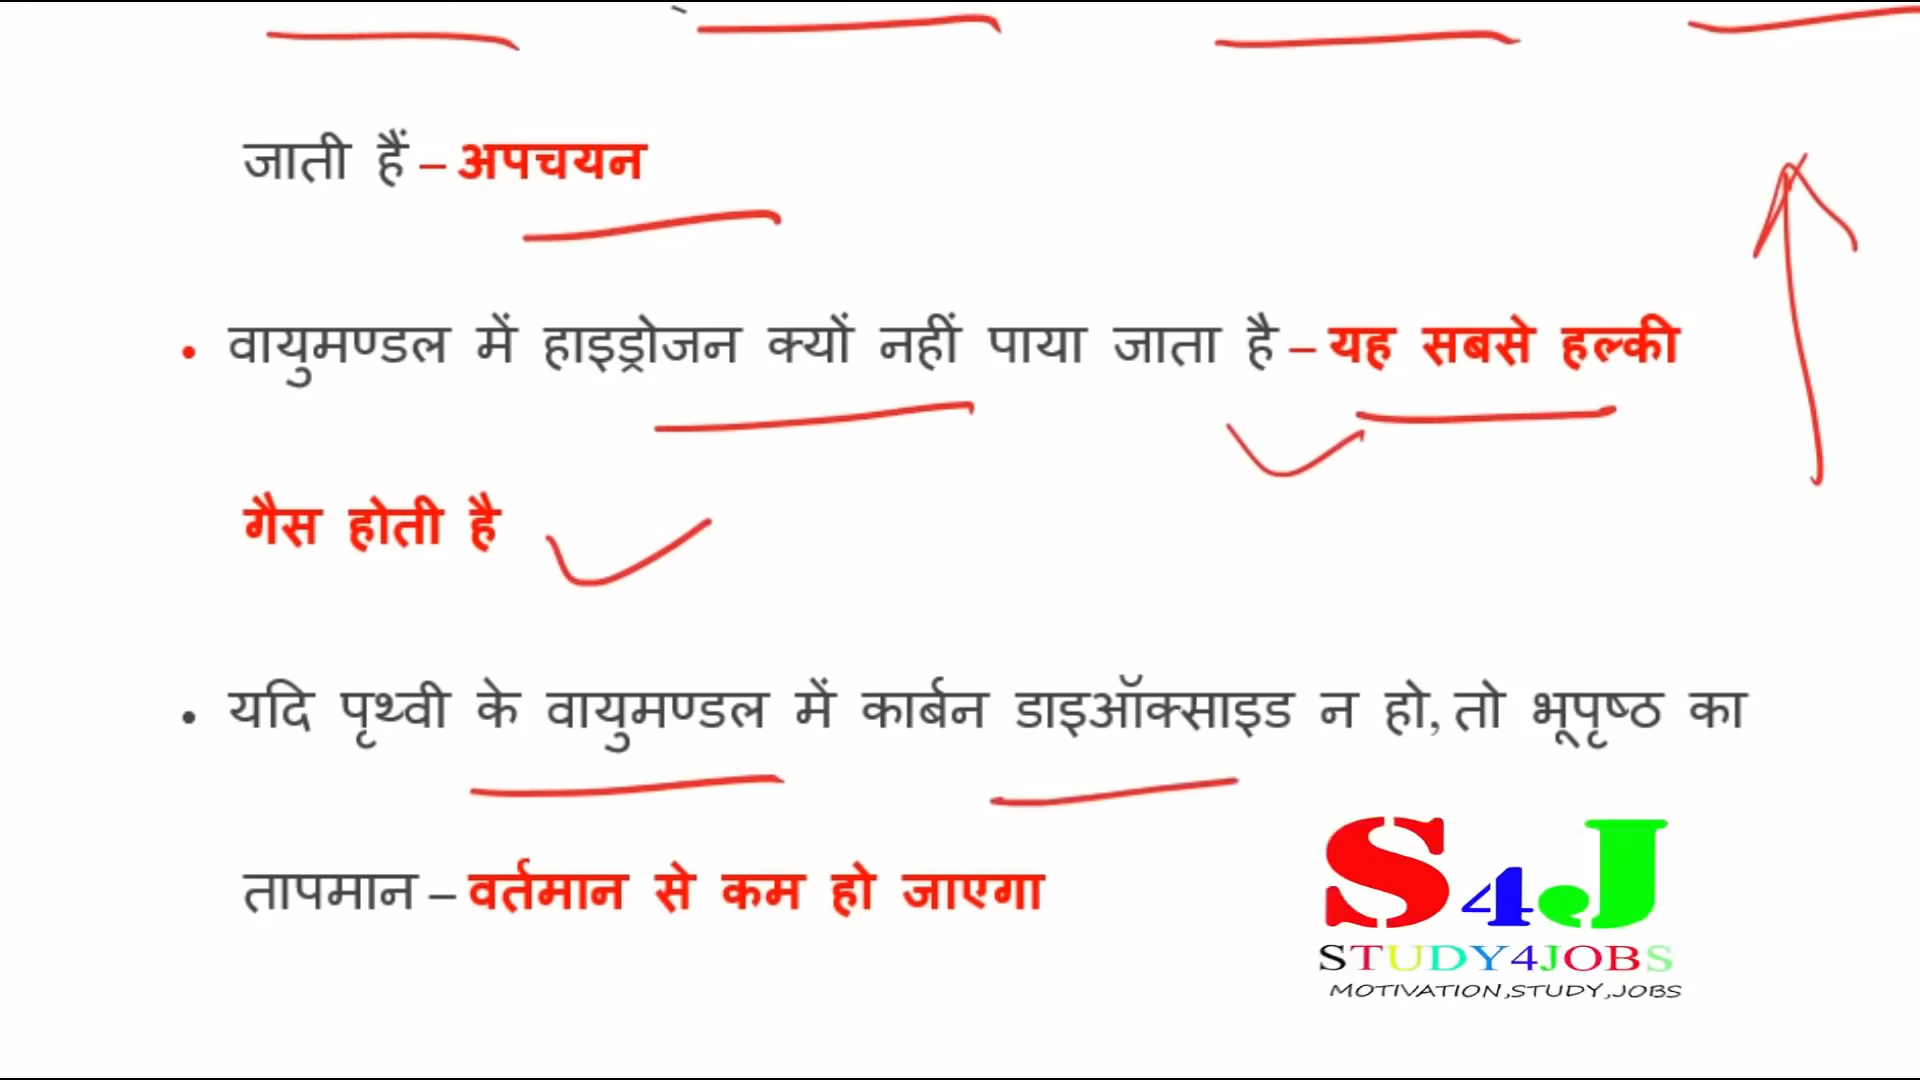 जाती हैं – अपचयन
• वायुमण्डल में हाइड्रोजन क्यों नहीं पाया जाता है – यह सबसे हल्की
गैस होती है
• यदि पृथ्वी के वायुमण्डल में कार्बन डाइऑक्साइड न हो, तो भूपृष्ठ का
तापमान – वर्तमान से कम हो जाएगा
S4J
STUDY4JOBS
MOTIVATION,STUDY,JOBS